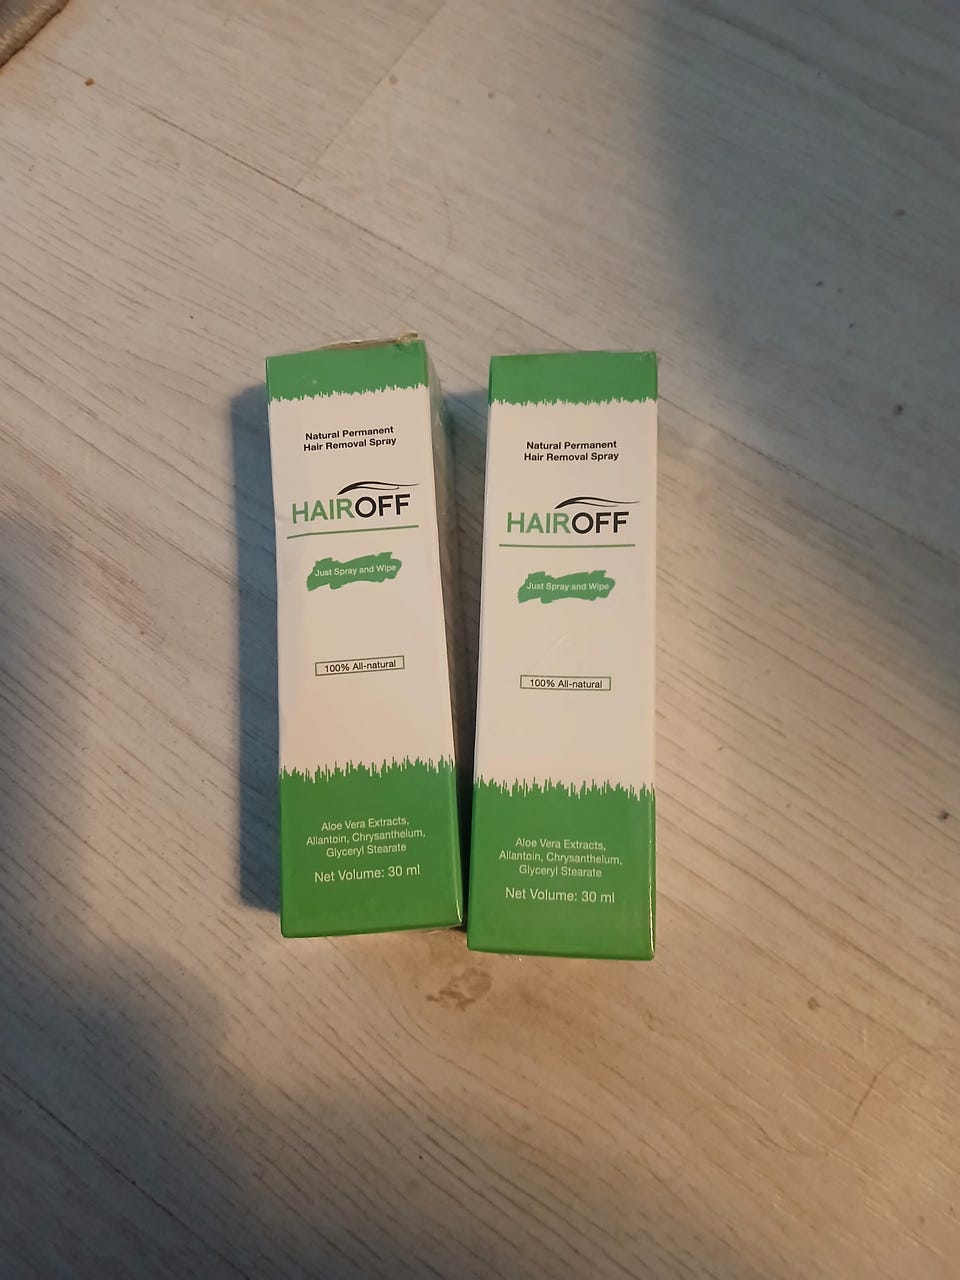 Natural Permanent
Hair Removal Spray
HAIROFF
Just Spray and Wipe
100% All-natural
Aloe Vera Extracts,
Allantoin, Chrysanthelum,
Glyceryl Stearate
Net Volume: 30 ml
Natural Permanent
Hair Removal Spray
HAIROFF
Just Spray and Wipe
100% All-natural
Aloe Vera Extracts,
Allantoin, Chrysanthelum,
Glyceryl Stearate
Net Volume: 30 ml